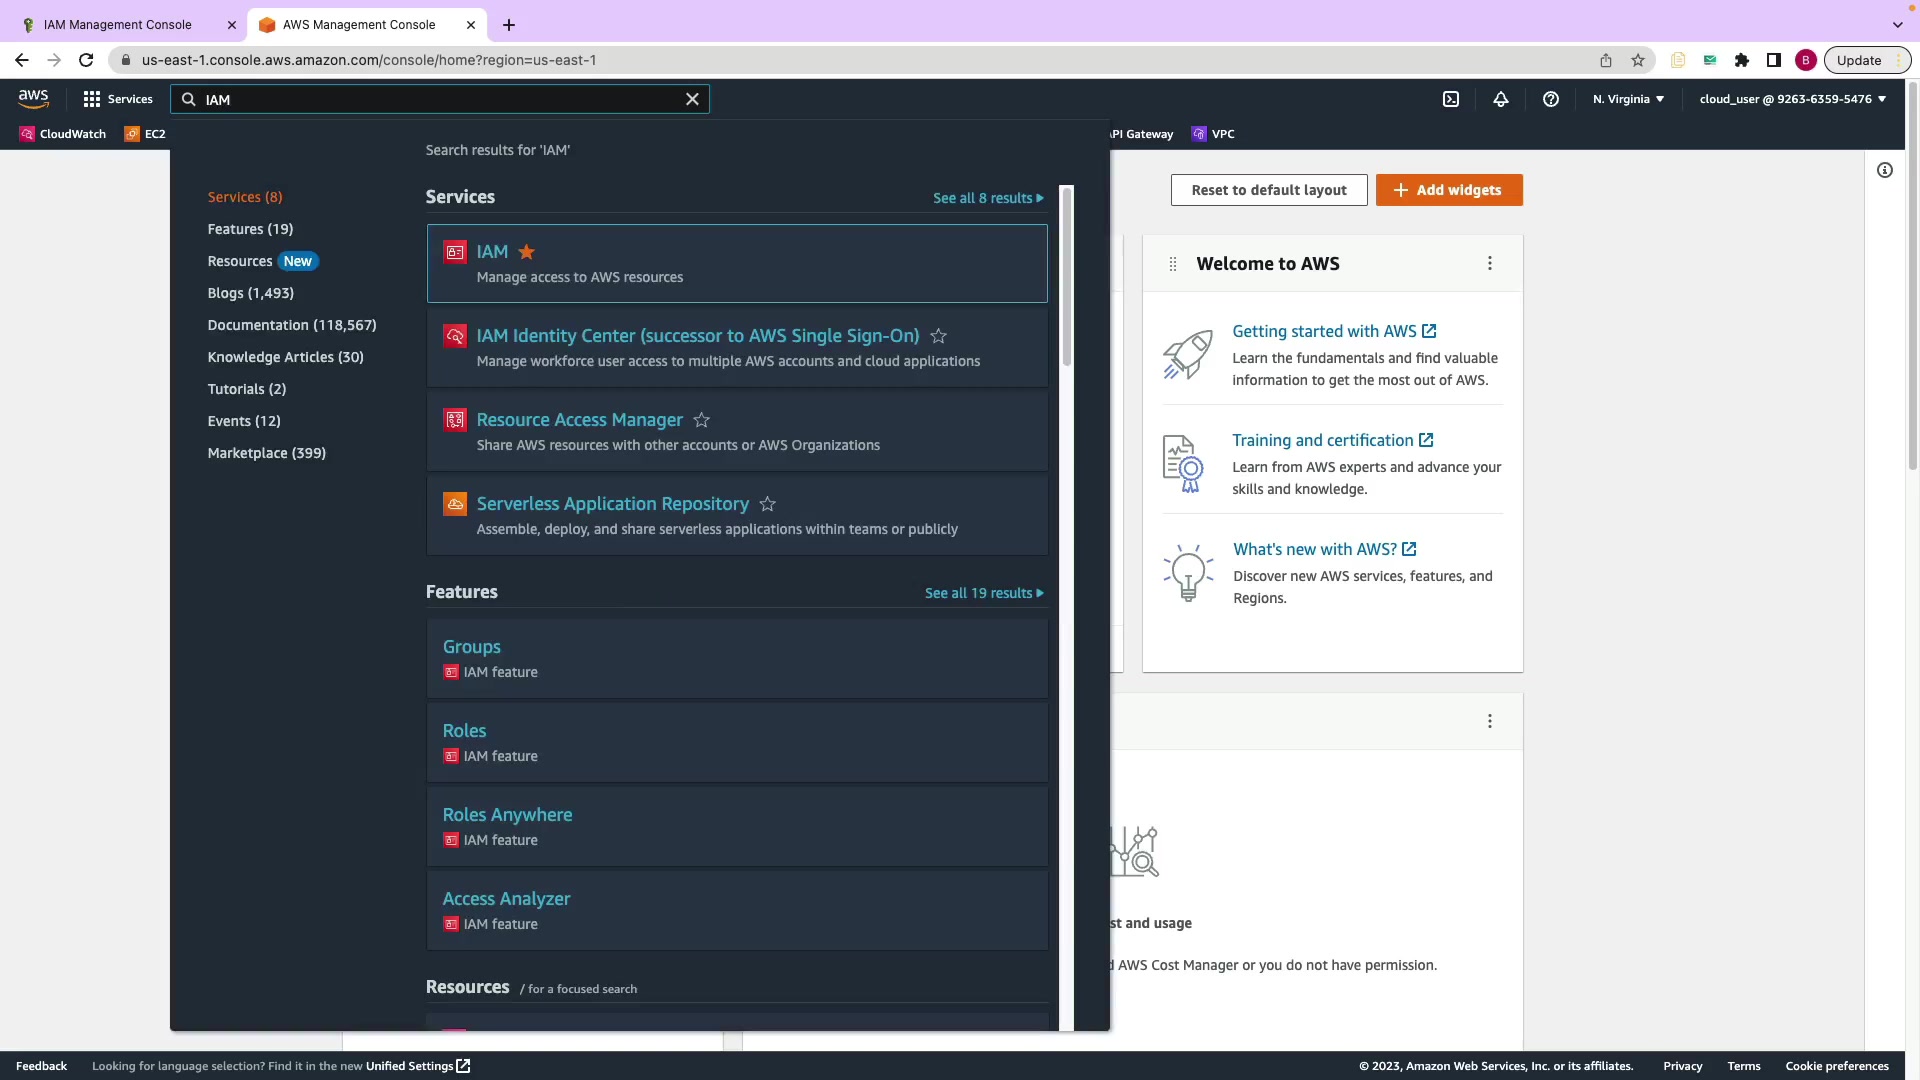 IAM Management Console
AWS Management Console
us-east-1.console.aws.amazon.com/console/home?region=us-east-1
B
Update
aws
Services
IAM
N. Virginia
cloud_user @ 9263-6359-5476
CloudWatch
EC2
API Gateway
VPC
Search results for 'IAM'
Services (8)
Features (19)
Resources New
Blogs (1,493)
Documentation (118,567)
Knowledge Articles (30)
Tutorials (2)
Events (12)
Marketplace (399)
Services
See all 8 results
IAM
Manage access to AWS resources
IAM Identity Center (successor to AWS Single Sign-On)
Manage workforce user access to multiple AWS accounts and cloud applications
Resource Access Manager
Share AWS resources with other accounts or AWS Organizations
Serverless Application Repository
Assemble, deploy, and share serverless applications within teams or publicly
Features
See all 19 results
Groups
IAM feature
Roles
IAM feature
Roles Anywhere
IAM feature
Access Analyzer
IAM feature
Resources / for a focused search
Reset to default layout
Add widgets
Welcome to AWS
Getting started with AWS
Learn the fundamentals and find valuable
information to get the most out of AWS.
Training and certification
Learn from AWS experts and advance your
skills and knowledge.
What's new with AWS?
Discover new AWS services, features, and
Regions.
st and usage
d AWS Cost Manager or you do not have permission.
Feedback
Looking for language selection? Find it in the new Unified Settings
© 2023, Amazon Web Services, Inc. or its affiliates.
Privacy
Terms
Cookie preferences